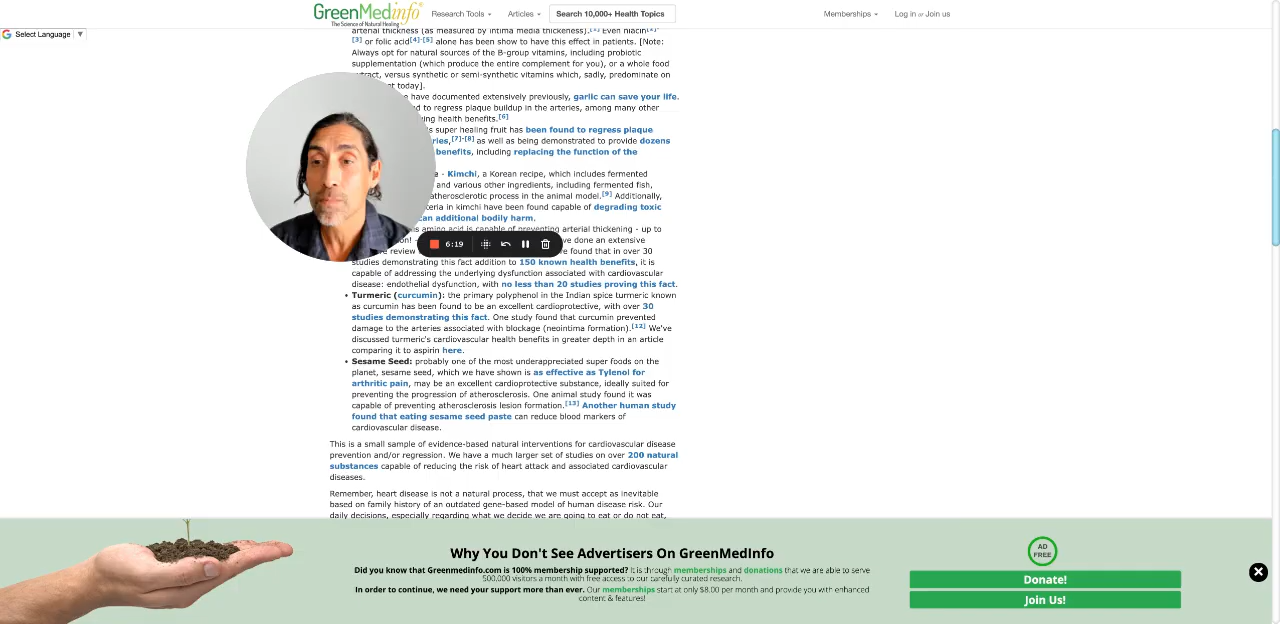 GreenMedinfo®
The Science of Natural Healing
Research Tools
Articles
Search 10,000+ Health Topics
Memberships
Log in or Join us
Select Language ▼
arterial thickness (as measured by intima media thickness).[1] Even niacin[2]-
[3] or folic acid[4]-[5] alone has been show to have this effect in patients. [Note:
Always opt for natural sources of the B-group vitamins, including probiotic
supplementation (which produce the entire complement for you), or a whole food
extract, versus synthetic or semi-synthetic vitamins which, sadly, predominate on
today].
have documented extensively previously, garlic can save your life.
to regress plaque buildup in the arteries, among many other
health benefits.[6]
super healing fruit has been found to regress plaque
[7]-[8] as well as being demonstrated to provide dozens
benefits, including replacing the function of the
- Kimchi, a Korean recipe, which includes fermented
and various other ingredients, including fermented fish,
atherosclerotic process in the animal model.[9] Additionally,
in kimchi have been found capable of degrading toxic
can additional bodily harm.
amino acid is capable of preventing arterial thickening - up to
6:19
done an extensive
review
found that in over 30
studies demonstrating this fact addition to 150 known health benefits, it is
capable of addressing the underlying dysfunction associated with cardiovascular
disease: endothelial dysfunction, with no less than 20 studies proving this fact.
• Turmeric (curcumin): the primary polyphenol in the Indian spice turmeric known
as curcumin has been found to be an excellent cardioprotective, with over 30
studies demonstrating this fact. One study found that curcumin prevented
damage to the arteries associated with blockage (neointima formation).[12] We've
discussed turmeric's cardiovascular health benefits in greater depth in an article
comparing it to aspirin here.
• Sesame Seed: probably one of the most underappreciated super foods on the
planet, sesame seed, which we have shown is as effective as Tylenol for
arthritic pain, may be an excellent cardioprotective substance, ideally suited for
preventing the progression of atherosclerosis. One animal study found it was
capable of preventing atherosclerosis lesion formation.[13] Another human study
found that eating sesame seed paste can reduce blood markers of
cardiovascular disease.
This is a small sample of evidence-based natural interventions for cardiovascular disease
prevention and/or regression. We have a much larger set of studies on over 200 natural
substances capable of reducing the risk of heart attack and associated cardiovascular
diseases.
Remember, heart disease is not a natural process, that we must accept as inevitable
based on family history of an outdated gene-based model of human disease risk. Our
daily decisions, especially regarding what we decide we are going to eat or do not eat,
Why You Don't See Advertisers On GreenMedInfo
Did you know that Greenmedinfo.com is 100% membership supported? It is through memberships and donations that we are able to serve
500,000 visitors a month with free access to our carefully curated research.
In order to continue, we need your support more than ever. Our memberships start at only $8.00 per month and provide you with enhanced
content & features!
AD
FREE
Donate!
Join Us!